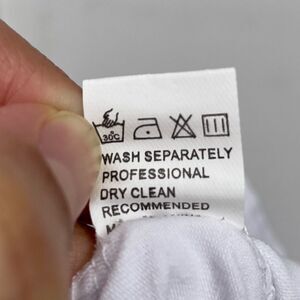 30°C
WASH SEPARATELY
PROFESSIONAL
DRY CLEAN
RECOMMENDED